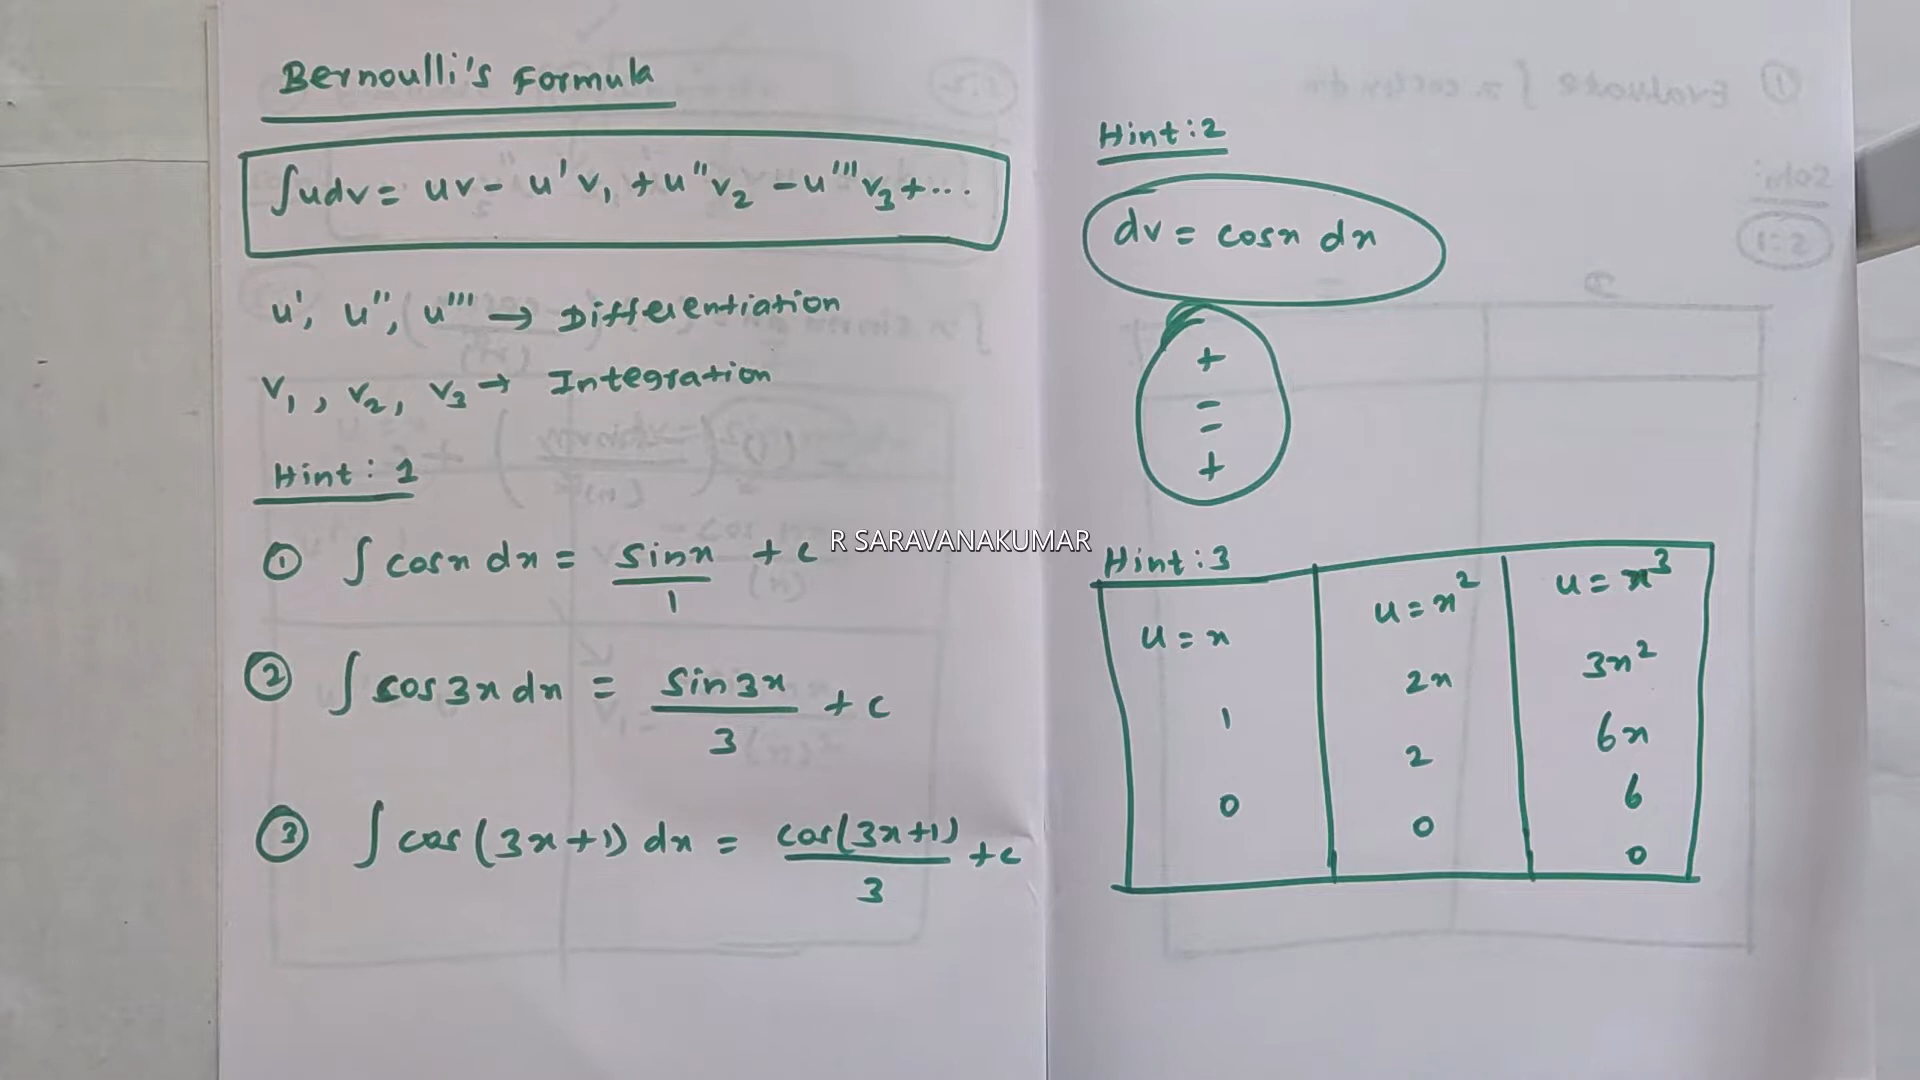 Bernoulli's Formula
∫udv = uv - u'v₁ + u''v₂ - u'''v₃ + ...
u', u'', u''' → Differentiation
v₁, v₂, v₃ → Integration
Hint: 1
① ∫ cosx dx = sinx/1 + c
② ∫ cos3x dx = sin3x/3 + c
③ ∫ cos(3x+1) dx = cos(3x+1)/3 + c
R SARAVANAKUMAR
Hint:2
dv = cosx dx
+
-
-
+
Hint:3
u = x u = x² u = x³
1 2x 3x²
0 2 6x
0 6
0